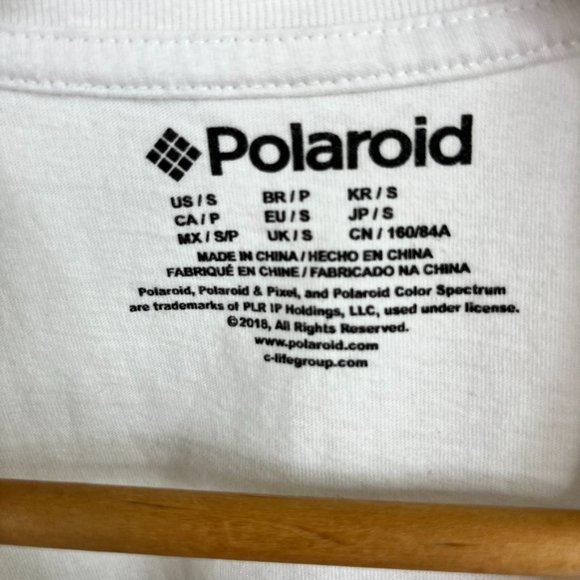 Polaroid
US / S BR / P KR / S
CA / P EU / S JP / S
MX / S/P UK / S CN / 160/84A
MADE IN CHINA / HECHO EN CHINA
FABRIQUÉ EN CHINE / FABRICADO NA CHINA
Polaroid, Polaroid & Pixel, and Polaroid Color Spectrum
are trademarks of PLR IP Holdings, LLC, used under license.
©2018, All Rights Reserved.
www.polaroid.com
c-lifegroup.com